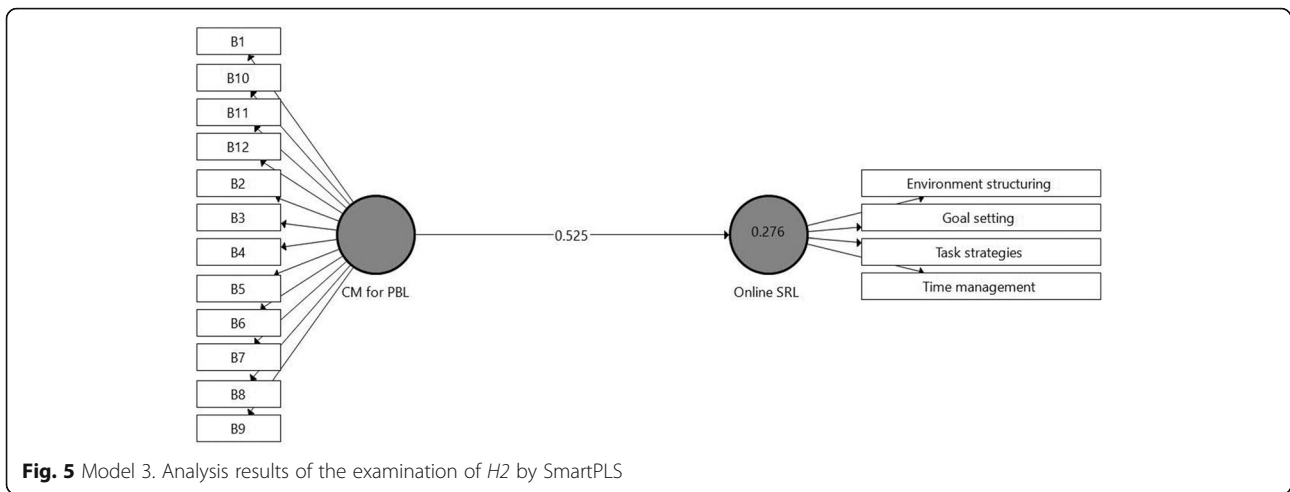 B1
B10
B11
B12
B2
B3
B4
B5
B6
B7
B8
B9
CM for PBL
0.525
0.276
Online SRL
Environment structuring
Goal setting
Task strategies
Time management
Fig. 5 Model 3. Analysis results of the examination of H2 by SmartPLS